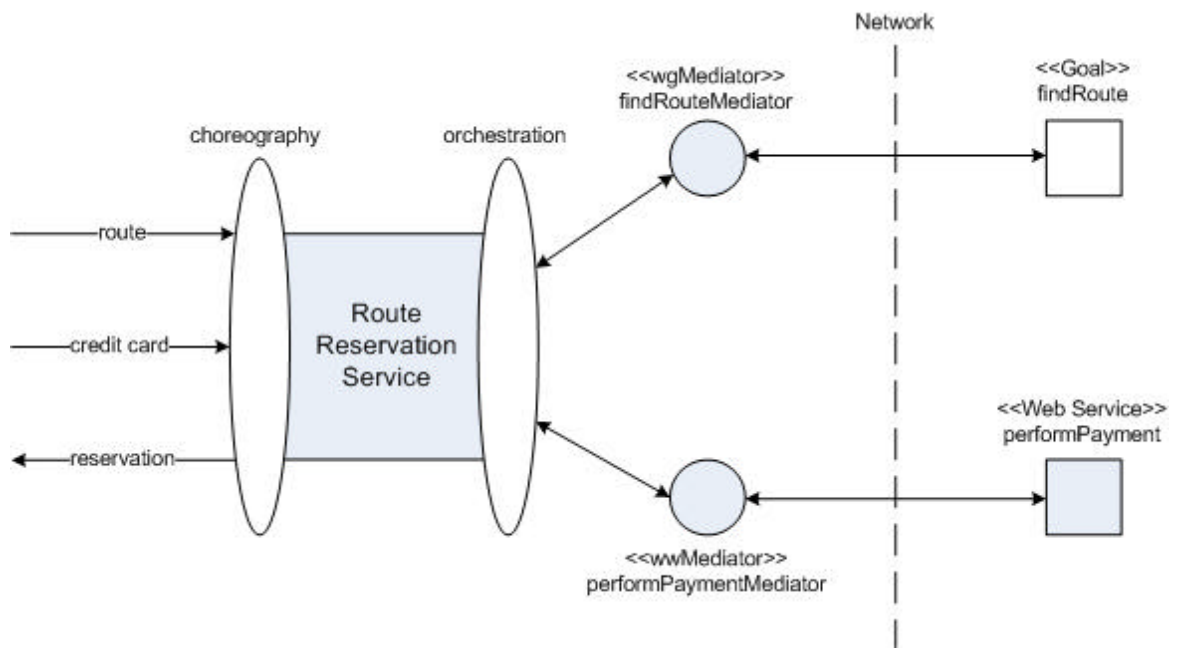 Network
<<wgMediator>>
findRouteMediator
<<Goal>>
findRoute
choreography
orchestration
route
Route
Reservation
Service
credit card
reservation
<<Web Service>>
performPayment
<<wwMediator>>
performPaymentMediator